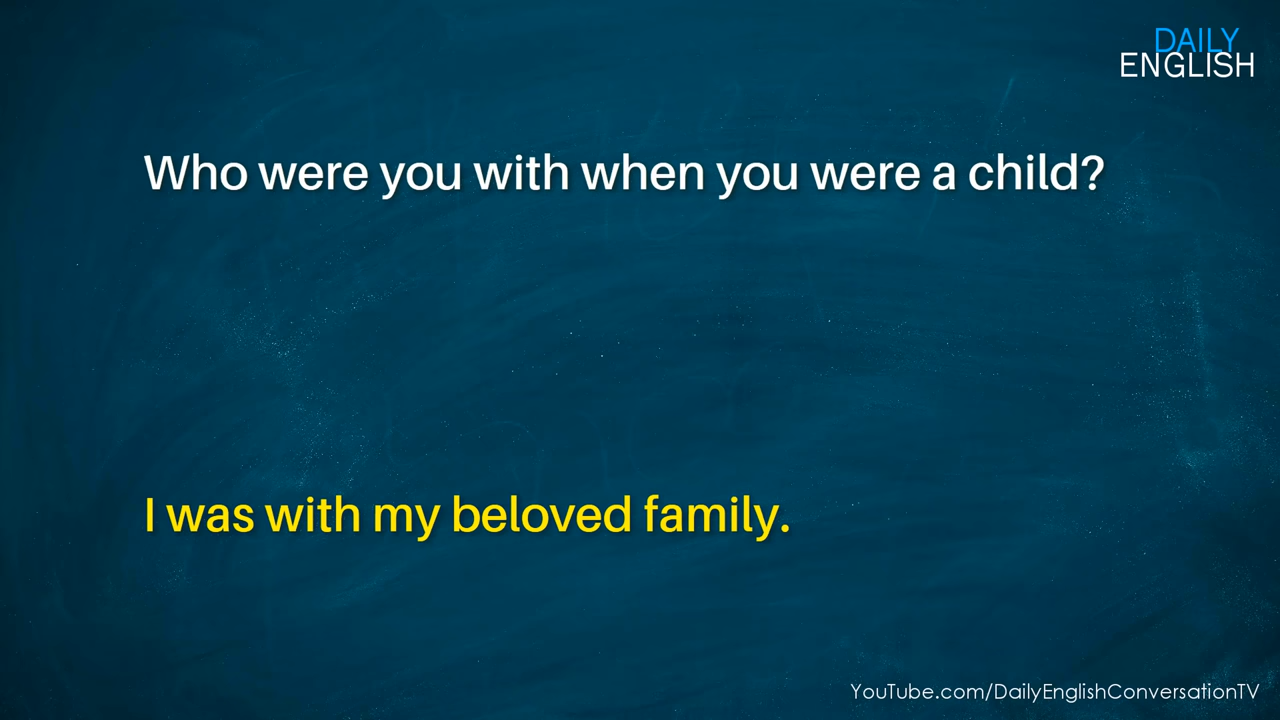 DAILY
ENGLISH
Who were you with when you were a child?
I was with my beloved family.
YouTube.com/DailyEnglishConversationTV